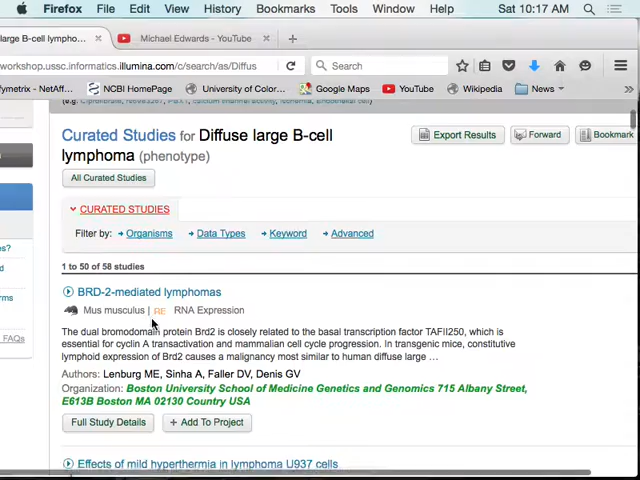 Firefox File Edit View History Bookmarks Tools Window Help Sat 10:17 AM
large B-cell lympho... × Michael Edwards - YouTube × +
workshop.ussc.informatics.illumina.com/c/search/as/Diffus Search
fymetrix - NetAff... NCBI HomePage University of Color... Google Maps YouTube Wikipedia News
Curated Studies for Diffuse large B-cell
lymphoma (phenotype)
Export Results Forward Bookmark
All Curated Studies
CURATED STUDIES
Filter by: Organisms Data Types Keyword Advanced
s?
d
rms
FAQs
1 to 50 of 58 studies
BRD-2-mediated lymphomas
Mus musculus | RE RNA Expression
The dual bromodomain protein Brd2 is closely related to the basal transcription factor TAFII250, which is
essential for cyclin A transactivation and mammalian cell cycle progression. In transgenic mice, constitutive
lymphoid expression of Brd2 causes a malignancy most similar to human diffuse large ...
Authors: Lenburg ME, Sinha A, Faller DV, Denis GV
Organization: Boston University School of Medicine Genetics and Genomics 715 Albany Street,
E613B Boston MA 02130 Country USA
Full Study Details + Add To Project
Effects of mild hyperthermia in lymphoma U937 cells